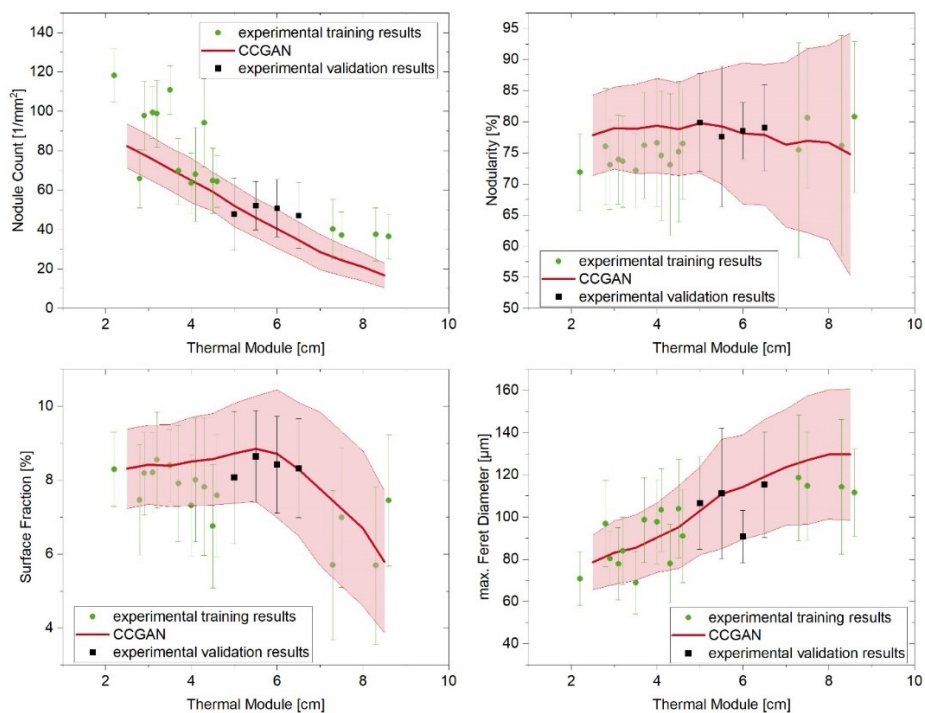 140
120
100
80
60
40
20
0
Nodule Count [1/mm²]
experimental training results
CCGAN
experimental validation results
2 4 6 8 10
Thermal Module [cm]
95
90
85
80
75
70
65
60
55
50
Nodularity [%]
experimental training results
CCGAN
experimental validation results
2 4 6 8 10
Thermal Module [cm]
10
8
6
4
Surface Fraction [%]
experimental training results
CCGAN
experimental validation results
2 4 6 8 10
Thermal Module [cm]
160
140
120
100
80
60
40
max. Feret Diameter [µm]
experimental training results
CCGAN
experimental validation results
2 4 6 8 10
Thermal Module [cm]